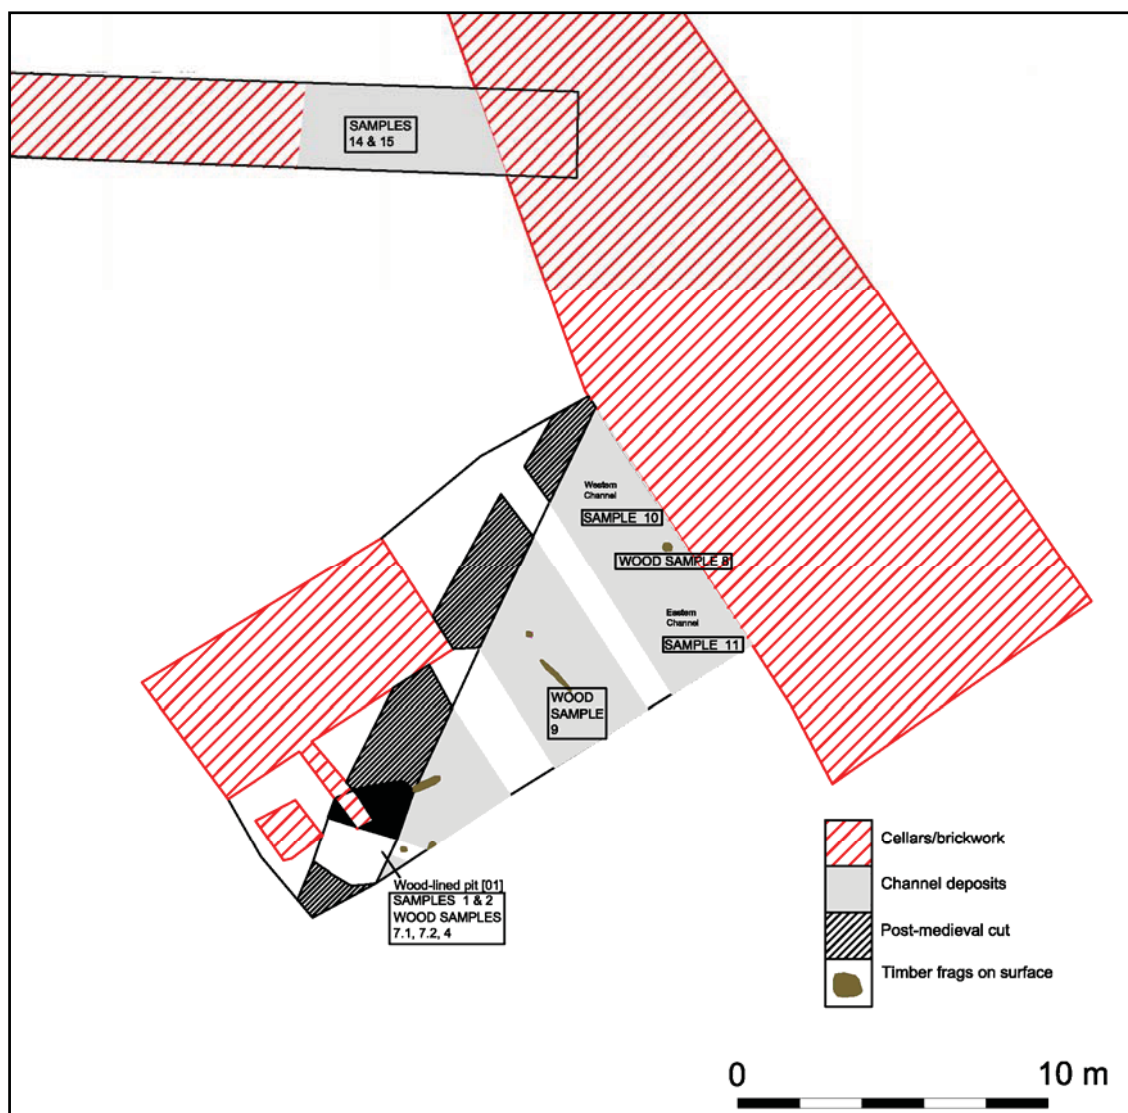 SAMPLES
14 & 15
Western
Channel
SAMPLE 10
WOOD SAMPLE 8
Eastern
Channel
SAMPLE 11
WOOD
SAMPLE
9
Wood-lined pit [01]
SAMPLES 1 & 2
WOOD SAMPLES
7.1, 7.2, 4
Cellars/brickwork
Channel deposits
Post-medieval cut
Timber frags on surface
0
10 m